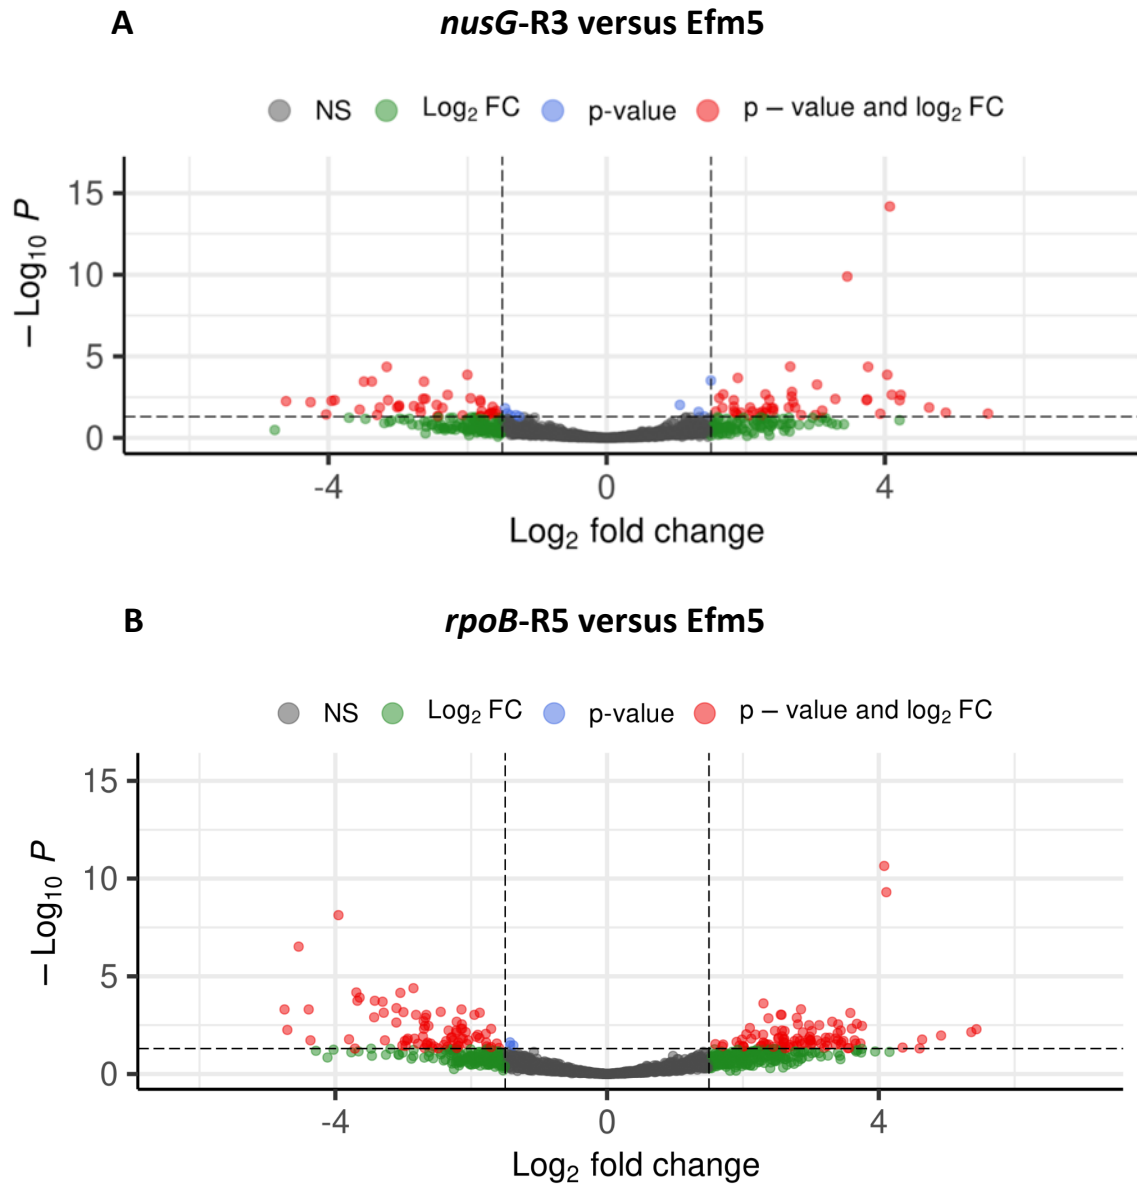 A nusG-R3 versus Efm5
NS Log₂ FC p-value p – value and log₂ FC
– Log₁₀ P
15
10
5
0
-4 0 4
Log₂ fold change
B rpoB-R5 versus Efm5
NS Log₂ FC p-value p – value and log₂ FC
– Log₁₀ P
15
10
5
0
-4 0 4
Log₂ fold change